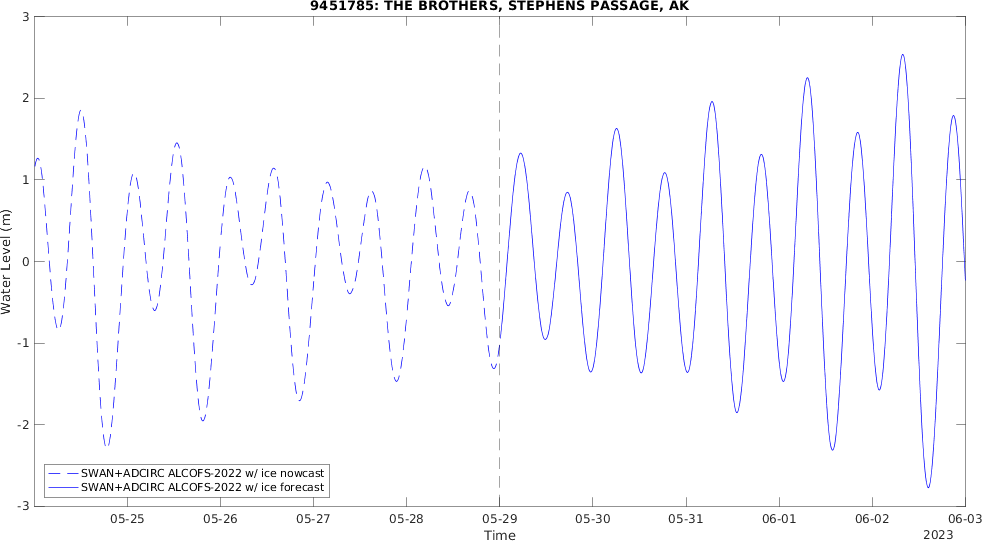 9451785: THE BROTHERS, STEPHENS PASSAGE, AK
3
2
1
0
-1
-2
-3
Water Level (m)
SWAN+ADCIRC ALCOFS-2022 w/ ice nowcast
SWAN+ADCIRC ALCOFS-2022 w/ ice forecast
05-25 05-26 05-27 05-28 05-29 05-30 05-31 06-01 06-02 06-03
Time
2023